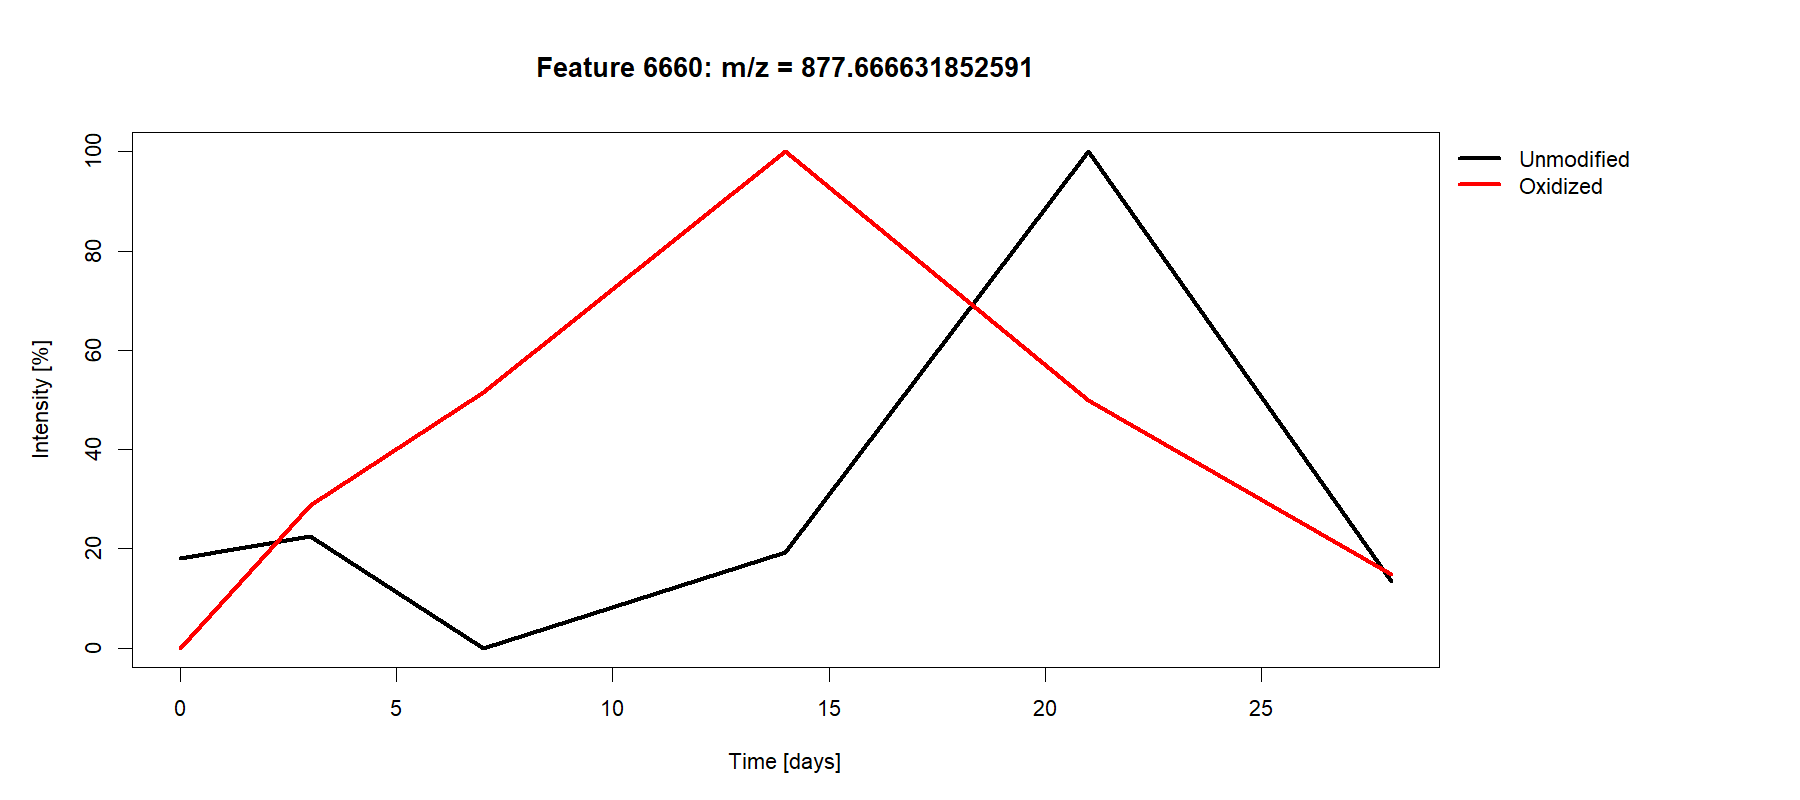 Feature 6660: m/z = 877.666631852591
Unmodified
Oxidized
100
80
60
40
20
0
Intensity [%]
0 5 10 15 20 25
Time [days]